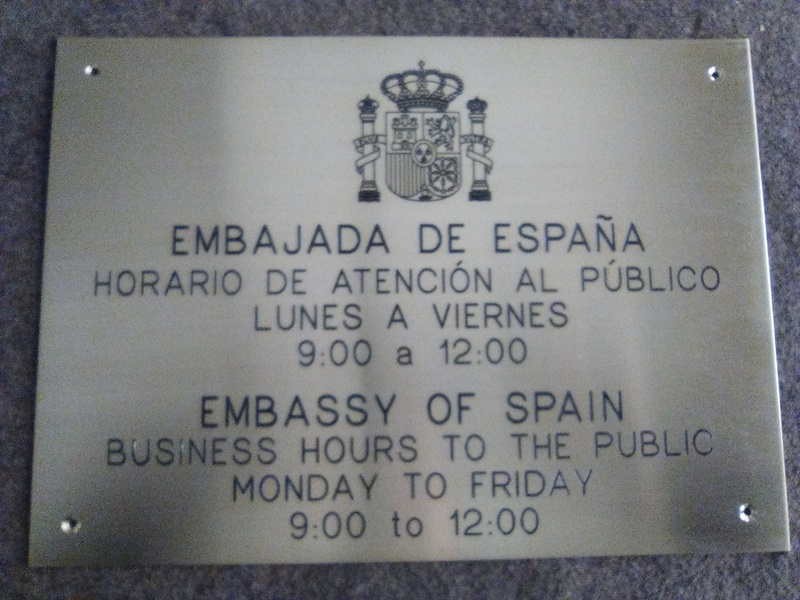 EMBAJADA DE ESPAÑA
HORARIO DE ATENCIÓN AL PÚBLICO
LUNES A VIERNES
9:00 a 12:00
EMBASSY OF SPAIN
BUSINESS HOURS TO THE PUBLIC
MONDAY TO FRIDAY
9:00 to 12:00